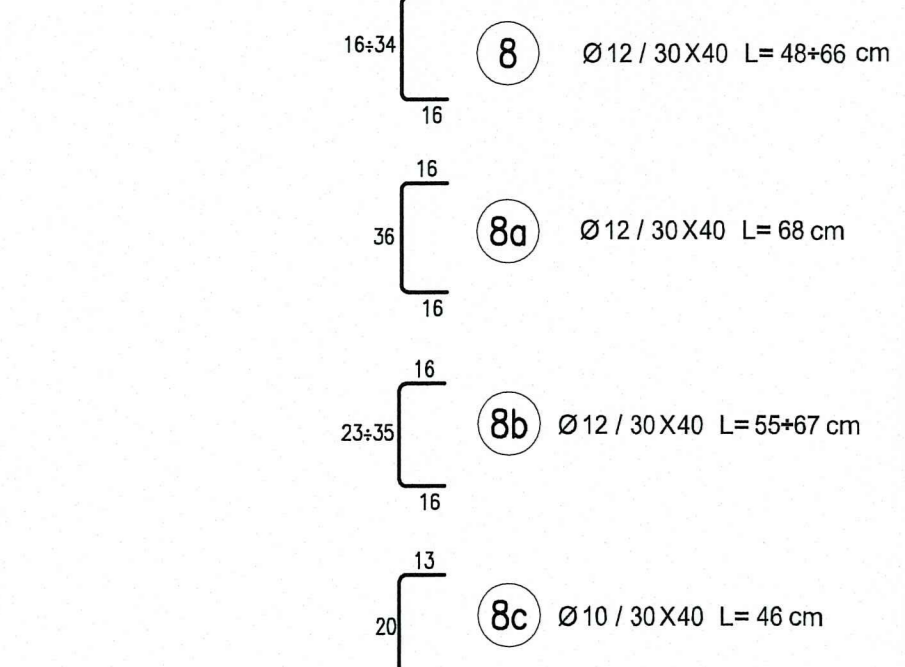 16÷34
8 Ø12 / 30X40 L= 48÷66 cm
16
16
36
8a Ø12 / 30X40 L= 68 cm
16
16
23÷35
8b Ø12 / 30X40 L= 55÷67 cm
16
13
20
8c Ø10 / 30X40 L= 46 cm